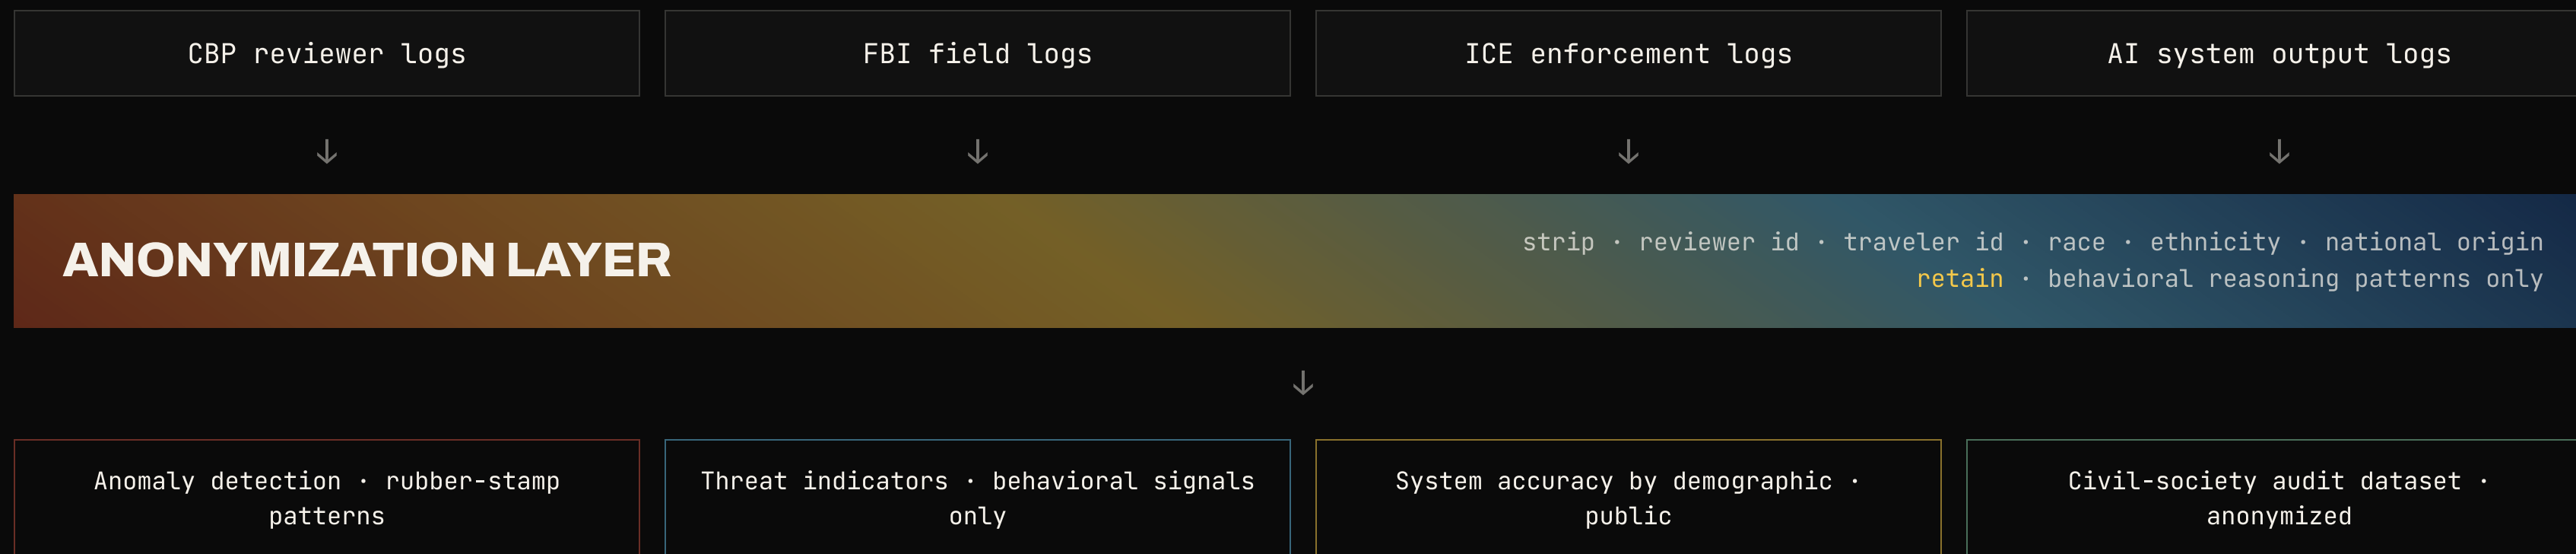 CBP reviewer logs
FBI field logs
ICE enforcement logs
AI system output logs
↓
↓
↓
↓
ANONYMIZATION LAYER
strip · reviewer id · traveler id · race · ethnicity · national origin
retain · behavioral reasoning patterns only
↓
Anomaly detection · rubber-stamp
patterns
Threat indicators · behavioral signals
only
System accuracy by demographic ·
public
Civil-society audit dataset ·
anonymized